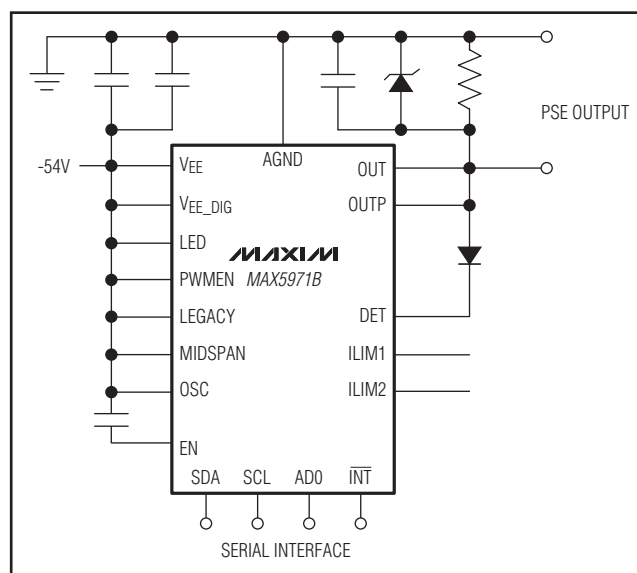 PSE OUTPUT
-54V
AGND
VEE
VEE_DIG
LED
PWMEN
LEGACY
MIDSPAN
OSC
EN
MAXIM
MAX5971B
OUT
OUTP
DET
ILIM1
ILIM2
SDA SCL AD0 INT
SERIAL INTERFACE